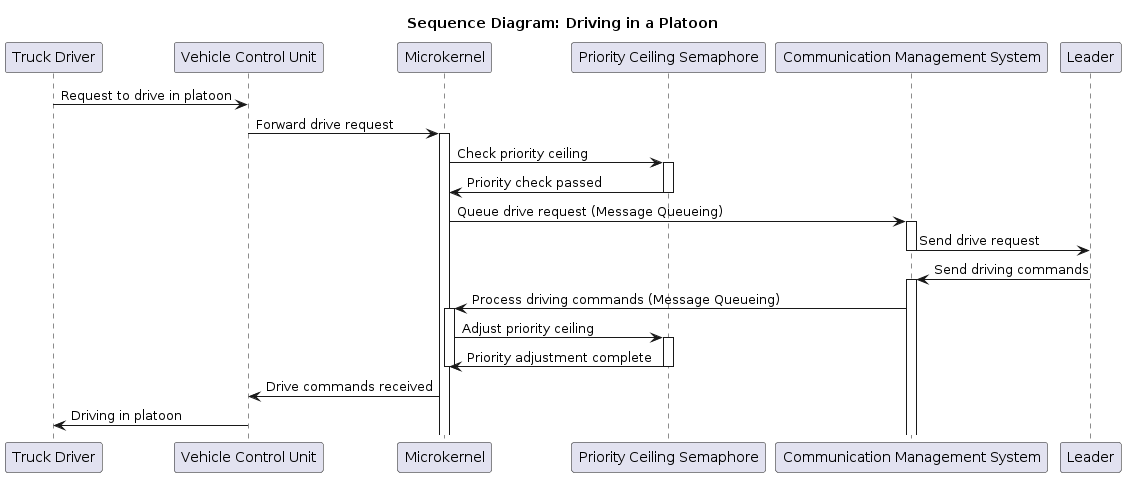 Sequence Diagram: Driving in a Platoon
Truck Driver
Vehicle Control Unit
Microkernel
Priority Ceiling Semaphore
Communication Management System
Leader
Request to drive in platoon
Forward drive request
Check priority ceiling
Priority check passed
Queue drive request (Message Queueing)
Send drive request
Send driving commands
Process driving commands (Message Queueing)
Adjust priority ceiling
Priority adjustment complete
Drive commands received
Driving in platoon
Truck Driver
Vehicle Control Unit
Microkernel
Priority Ceiling Semaphore
Communication Management System
Leader